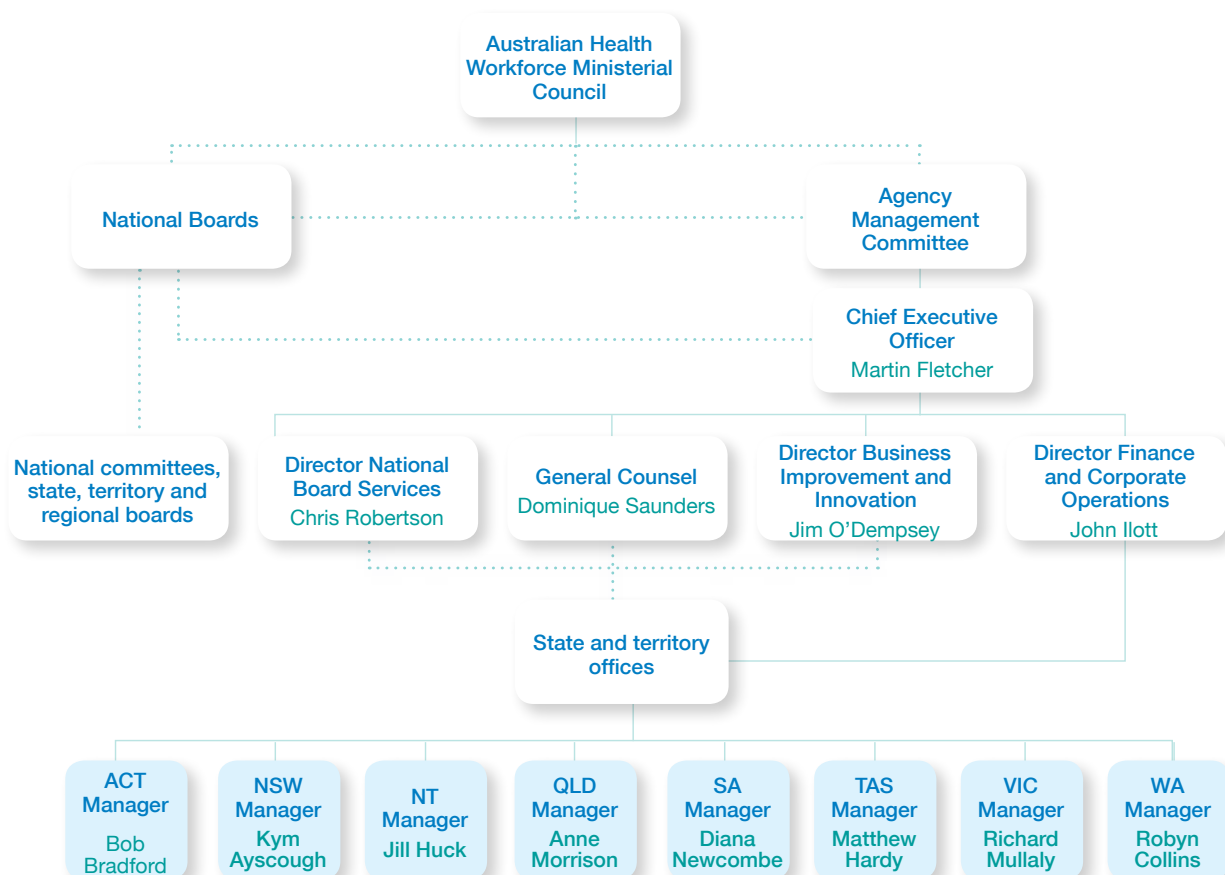 Australian Health
Workforce Ministerial
Council
National Boards
Agency
Management
Committee
Chief Executive
Officer
Martin Fletcher
National committees,
state, territory and
regional boards
Director National
Board Services
Chris Robertson
General Counsel
Dominique Saunders
Director Business
Improvement and
Innovation
Jim O’Dempsey
Director Finance
and Corporate
Operations
John Ilott
State and territory
offices
ACT
Manager
Bob
Bradford
NSW
Manager
Kym
Ayscough
NT
Manager
Jill Huck
QLD
Manager
Anne
Morrison
SA
Manager
Diana
Newcombe
TAS
Manager
Matthew
Hardy
VIC
Manager
Richard
Mullaly
WA
Manager
Robyn
Collins